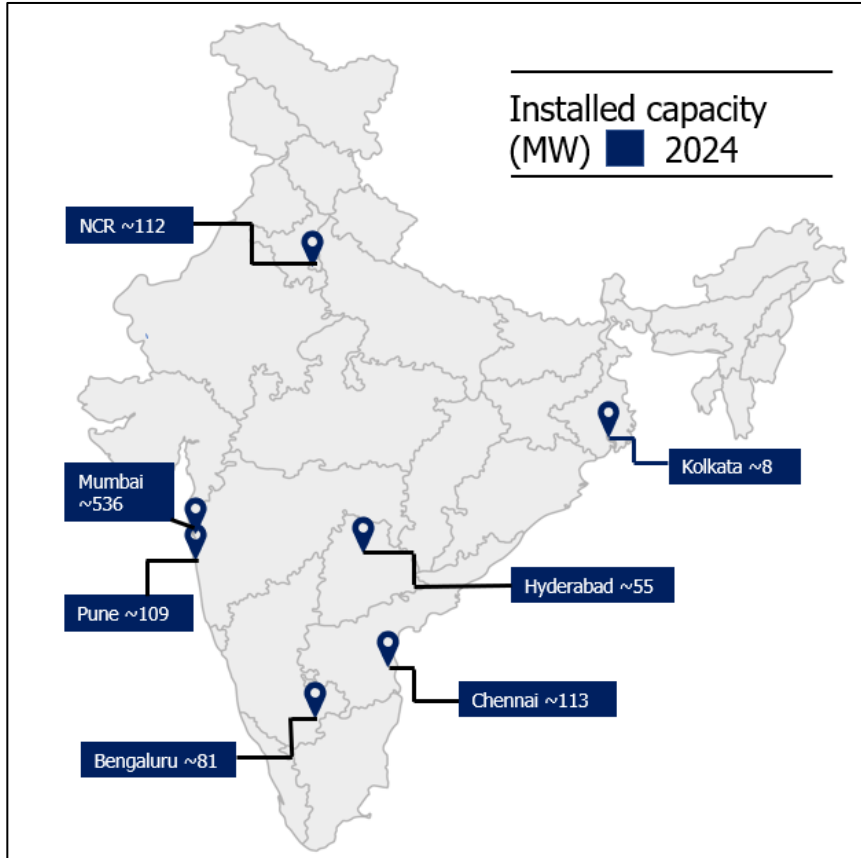 Installed capacity
(MW) 2024
NCR ~112
Kolkata ~8
Mumbai
~536
Hyderabad ~55
Pune ~109
Chennai ~113
Bengaluru ~81